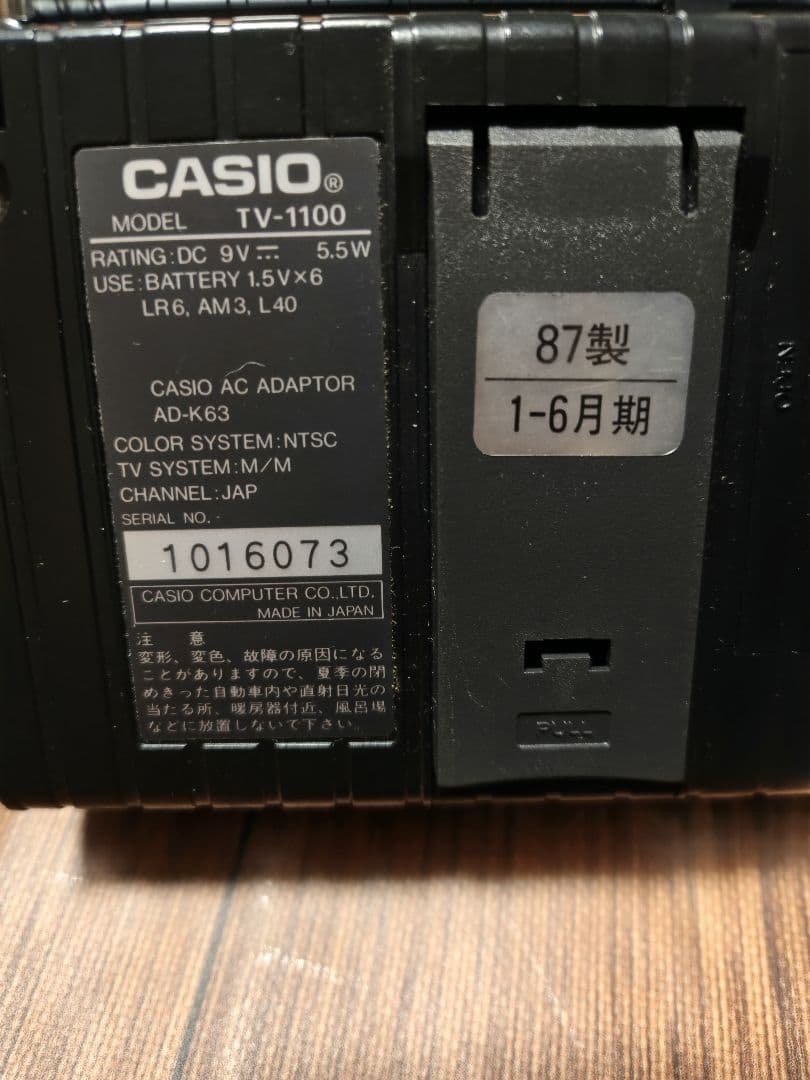 CASIO®
MODEL TV-1100
RATING:DC 9V⎓ 5.5W
USE:BATTERY 1.5V×6
LR6, AM3, L40
CASIO AC ADAPTOR
AD-K63
COLOR SYSTEM:NTSC
TV SYSTEM:M/M
CHANNEL:JAP
SERIAL NO.
1016073
CASIO COMPUTER CO.,LTD.
MADE IN JAPAN
注 意
変形、変色、故障の原因になる
ことがありますので、夏季の閉
めきった自動車内や直射日光の
当たる所、暖房器付近、風呂場
などに放置しないで下さい。
87製
1-6月期
PULL
OPEN